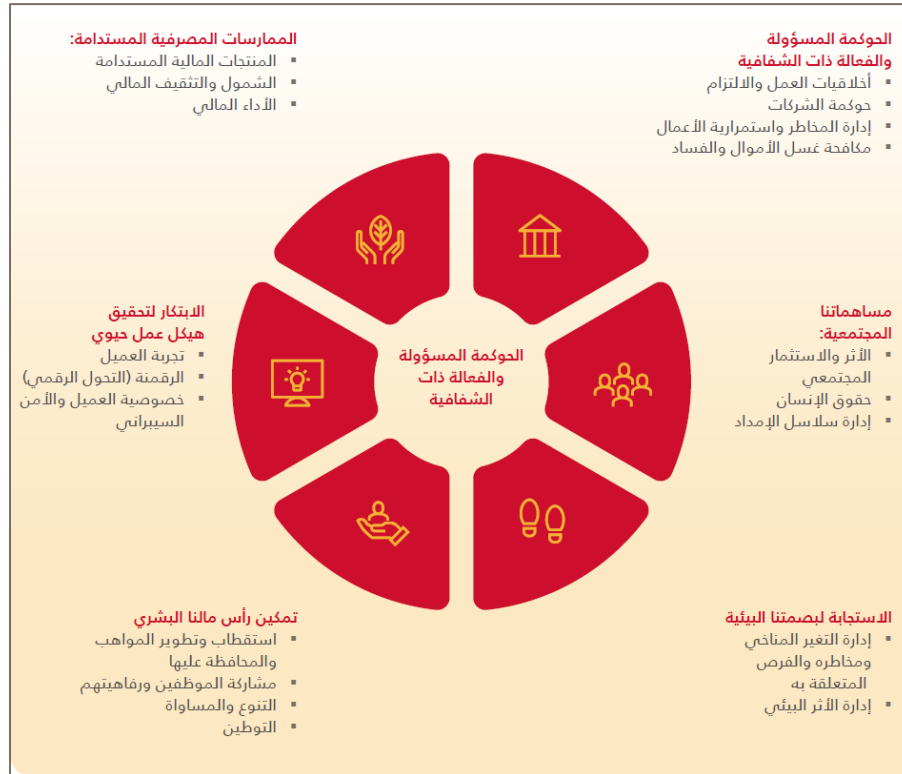 الحوكمة المسؤولة
والفعالة ذات الشفافية
▪ أخلاقيات العمل والالتزام
▪ حوكمة الشركات
▪ إدارة المخاطر واستمرارية الأعمال
▪ مكافحة غسل الأموال والفساد
الممارسات المصرفية المستدامة:
▪ المنتجات المالية المستدامة
▪ الشمول والتثقيف المالي
▪ الأداء المالي
مساهماتنا
المجتمعية:
▪ الأثر والاستثمار
المجتمعي
▪ حقوق الإنسان
▪ إدارة سلاسل الإمداد
الحوكمة المسؤولة
والفعالة ذات
الشفافية
الابتكار لتحقيق
هيكل عمل حيوي
▪ تجربة العميل
▪ الرقمنة (التحول الرقمي)
▪ خصوصية العميل والأمن
السيبراني
الاستجابة لبصمتنا البيئية
▪ إدارة التغير المناخي
ومخاطره والفرص
المتعلقة به
▪ إدارة الأثر البيئي
تمكين رأس مالنا البشري
▪ استقطاب وتطوير المواهب
والمحافظة عليها
▪ مشاركة الموظفين ورفاهيتهم
▪ التنوع والمساواة
▪ التوطين